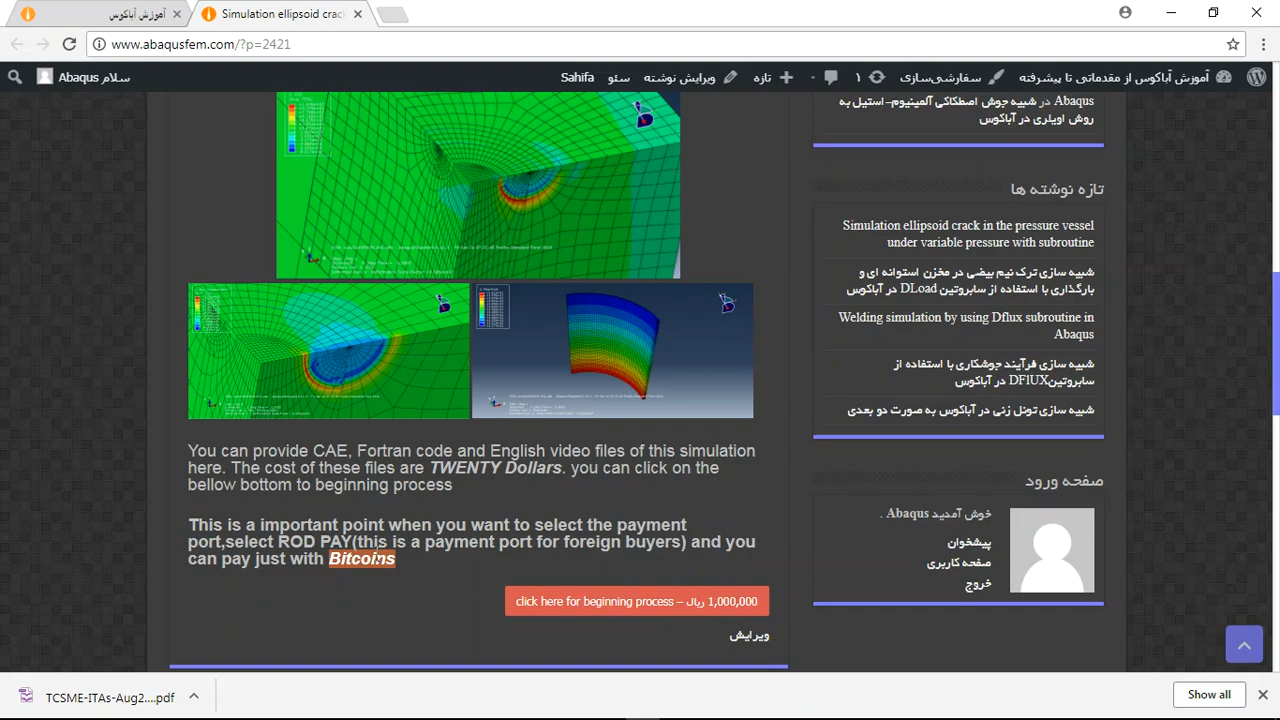 آموزش آباکوس
Simulation ellipsoid crac
www.abaqusfem.com/?p=2421
سلام Abaqus
Sahifa
سئو
ویرایش نوشته
تازه
۱
سفارشی‌سازی
آموزش آباکوس از مقدماتی تا پیشرفته
You can provide CAE, Fortran code and English video files of this simulation
here. The cost of these files are TWENTY Dollars. you can click on the
bellow bottom to beginning process
This is a important point when you want to select the payment
port,select ROD PAY(this is a payment port for foreign buyers) and you
can pay just with Bitcoins
click here for beginning process – 1,000,000 ریال
ویرایش
Abaqus در شبیه جوش اصطکاکی آلمینیوم–استیل به
روش اویلری در آباکوس
تازه نوشته ها
Simulation ellipsoid crack in the pressure vessel
under variable pressure with subroutine
شبیه سازی ترک نیم بیضی در مخزن استوانه ای و
بارگذاری با استفاده از سابروتین DLoad در آباکوس
Welding simulation by using Dflux subroutine in
Abaqus
شبیه سازی فرآیند جوشکاری با استفاده از
سابروتینDFlUX در آباکوس
شبیه سازی تونل زنی در آباکوس به صورت دو بعدی
صفحه ورود
خوش آمدید Abaqus .
پیشخوان
صفحه کاربری
خروج
TCSME-ITAs-Aug2....pdf
Show all